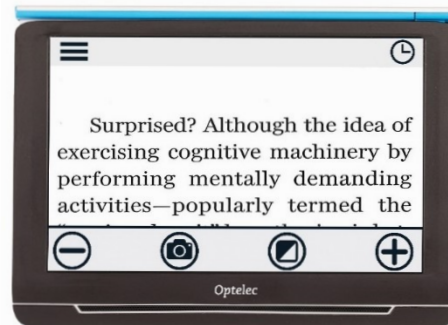 Surprised? Although the idea of
exercising cognitive machinery by
performing mentally demanding
activities—popularly termed the
Optelec